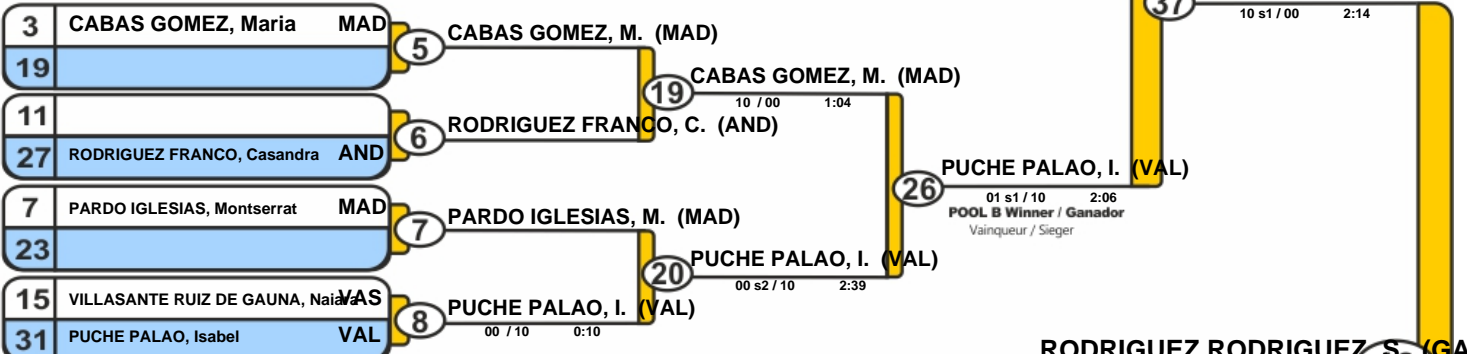 3 CABAS GOMEZ, Maria MAD
19
5
CABAS GOMEZ, M. (MAD)
11
27 RODRIGUEZ FRANCO, Casandra AND
6
RODRIGUEZ FRANCO, C. (AND)
19
CABAS GOMEZ, M. (MAD)
10 / 00 1:04
7 PARDO IGLESIAS, Montserrat MAD
23
7
PARDO IGLESIAS, M. (MAD)
15 VILLASANTE RUIZ DE GAUNA, Naiara VAS
31 PUCHE PALAO, Isabel VAL
8
PUCHE PALAO, I. (VAL)
00 / 10 0:10
20
PUCHE PALAO, I. (VAL)
00 s2 / 10 2:39
26
PUCHE PALAO, I. (VAL)
01 s1 / 10 2:06
POOL B Winner / Ganador
Vainqueur / Sieger
37
10 s1 / 00 2:14
RODRIGUEZ RODRIGUEZ, S. (GA